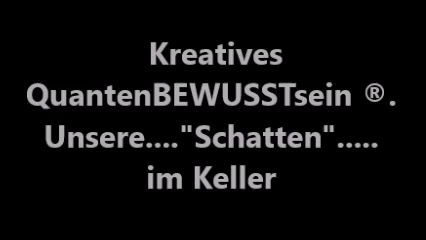 Kreatives
QuantenBEWUSSTsein ®.
Unsere...."Schatten".....
im Keller